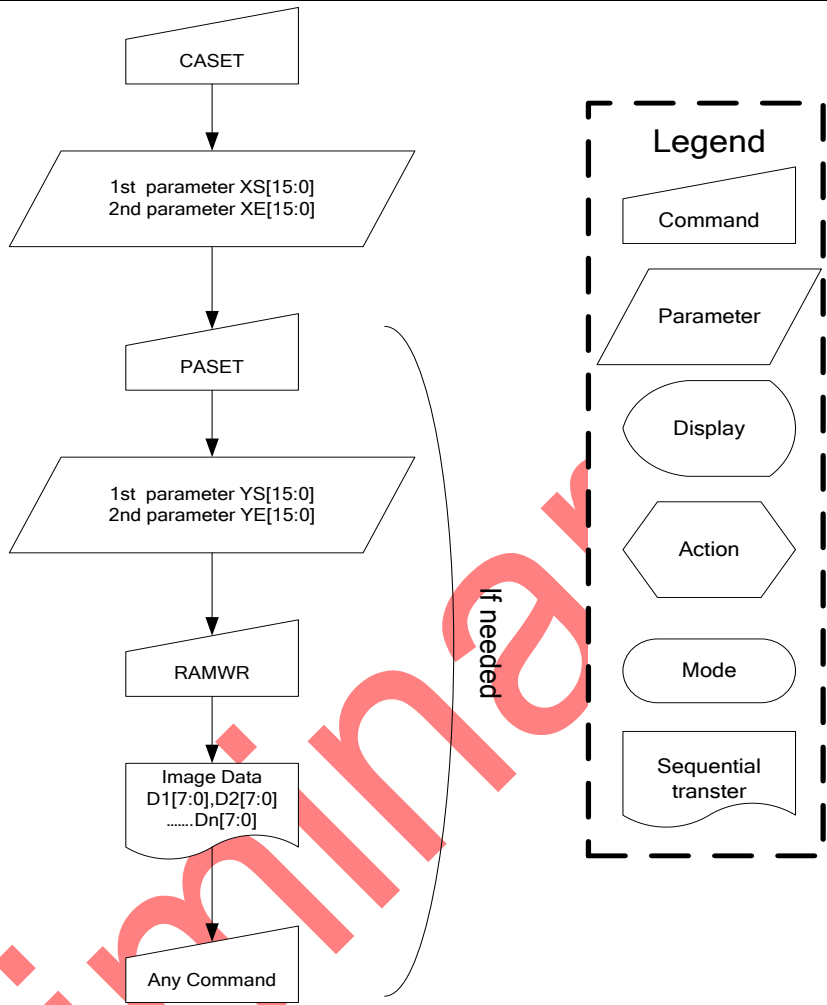 CASET
1st parameter XS[15:0]
2nd parameter XE[15:0]
PASET
1st parameter YS[15:0]
2nd parameter YE[15:0]
If needed
RAMWR
Image Data
D1[7:0],D2[7:0]
.......Dn[7:0]
Any Command
Legend
Command
Parameter
Display
Action
Mode
Sequential
transter